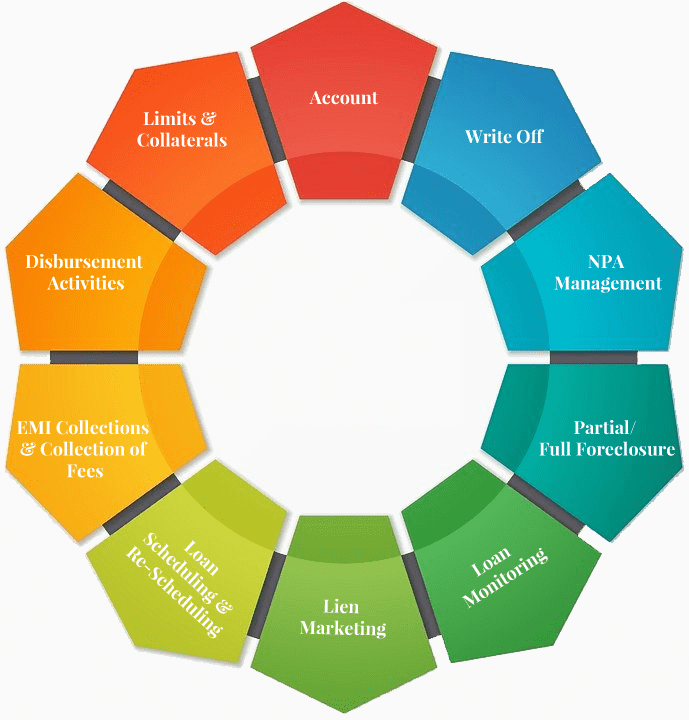 Account
Write Off
NPA
Management
Partial/
Full Foreclosure
Loan
Monitoring
Lien
Marketing
Loan
Scheduling &
Re-Scheduling
EMI Collections
& Collection of
Fees
Disbursement
Activities
Limits &
Collaterals